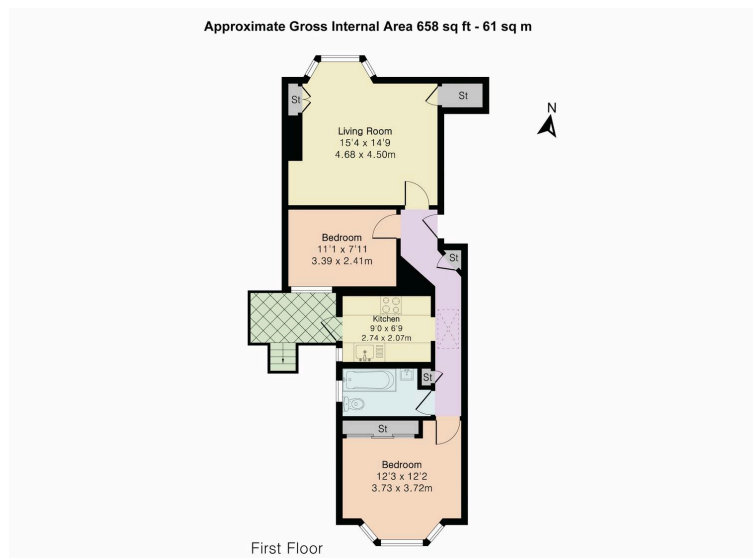 Approximate Gross Internal Area 658 sq ft - 61 sq m
N
St
St
Living Room
15'4 x 14'9
4.68 x 4.50m
Bedroom
11'1 x 7'11
3.39 x 2.41m
St
Kitchen
9'0 x 6'9
2.74 x 2.07m
St
St
Bedroom
12'3 x 12'2
3.73 x 3.72m
First Floor